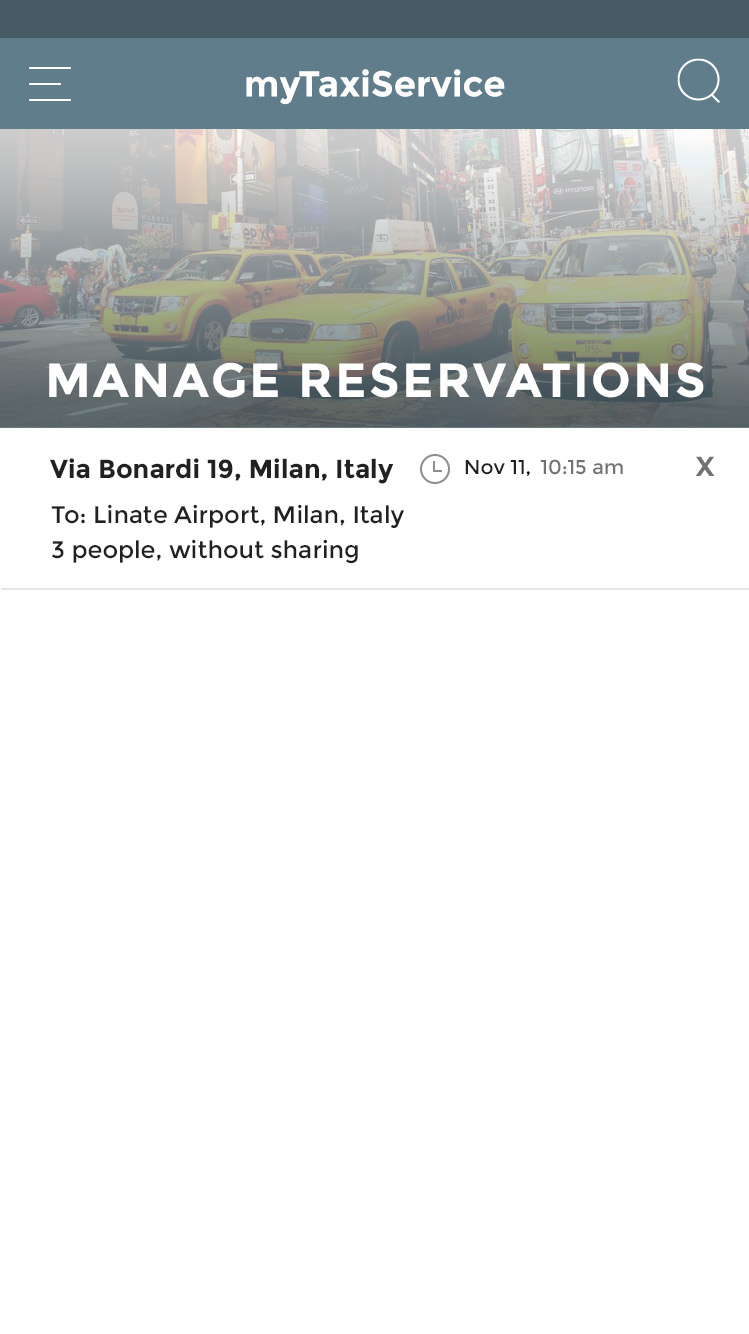 myTaxiService
HYUNDAI
MANAGE RESERVATIONS
Via Bonardi 19, Milan, Italy Nov 11, 10:15 am X
To: Linate Airport, Milan, Italy
3 people, without sharing